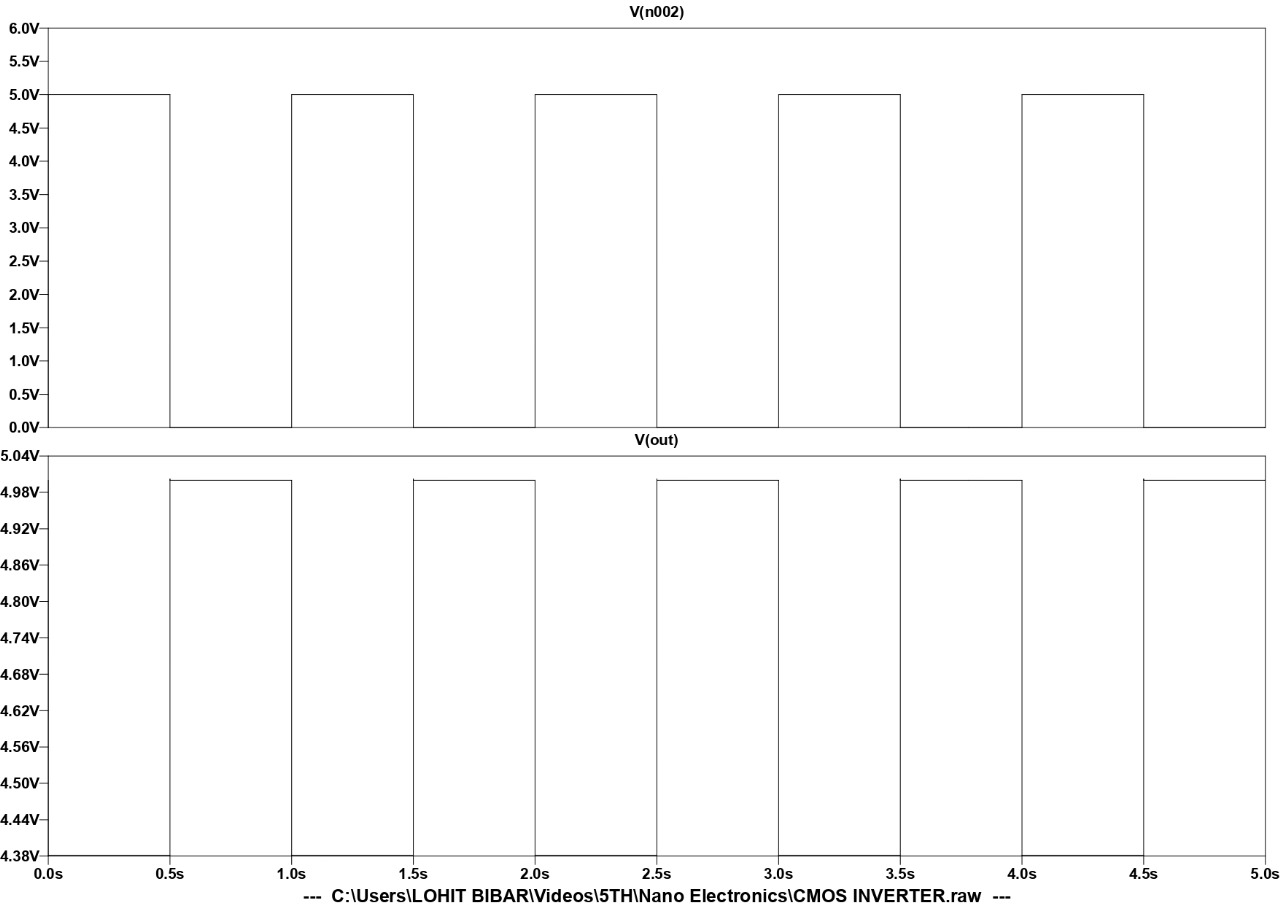 V(n002)
6.0V
5.5V
5.0V
4.5V
4.0V
3.5V
3.0V
2.5V
2.0V
1.5V
1.0V
0.5V
0.0V
V(out)
5.04V
4.98V
4.92V
4.86V
4.80V
4.74V
4.68V
4.62V
4.56V
4.50V
4.44V
4.38V
0.0s 0.5s 1.0s 1.5s 2.0s 2.5s 3.0s 3.5s 4.0s 4.5s 5.0s
--- C:\Users\LOHIT BIBAR\Videos\5TH\Nano Electronics\CMOS INVERTER.raw ---